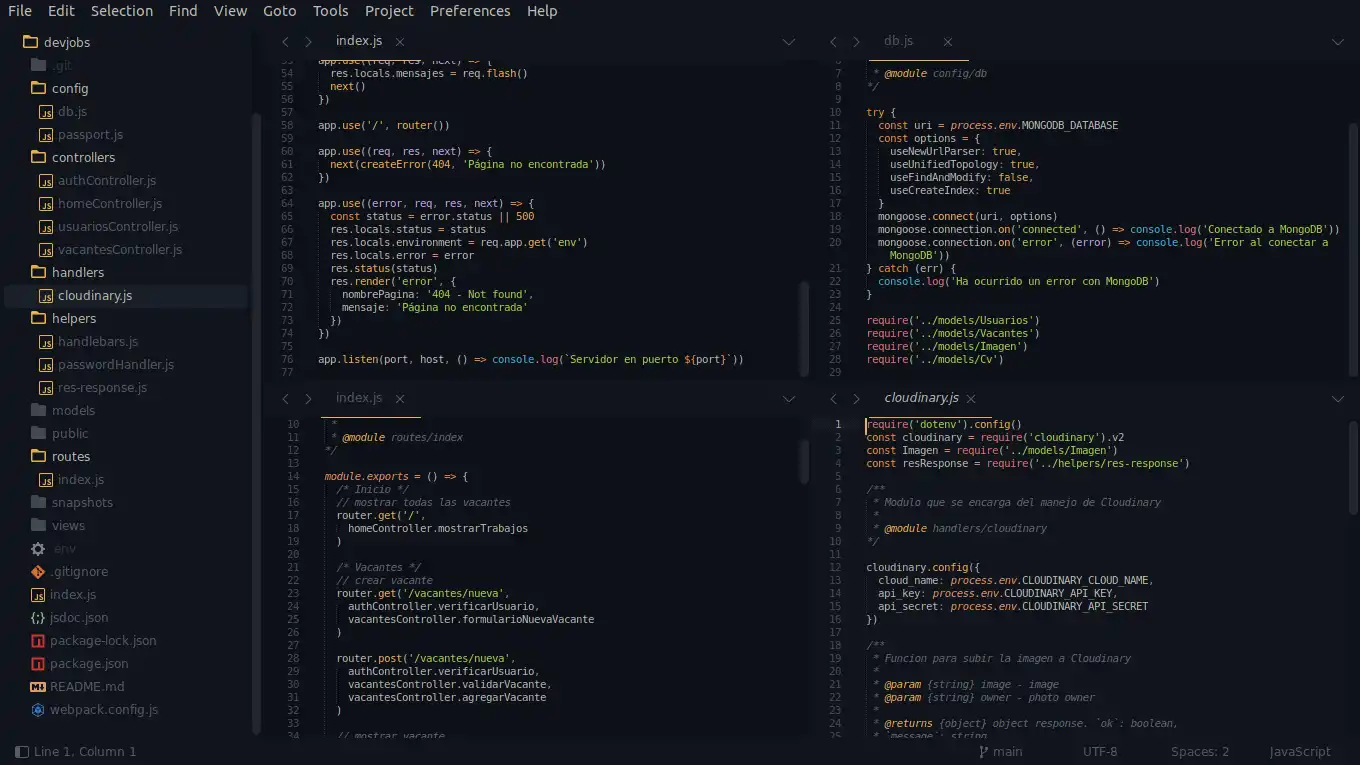 File Edit Selection Find View Goto Tools Project Preferences Help
devjobs
.git
config
db.js
passport.js
controllers
authController.js
homeController.js
usuariosController.js
vacantesController.js
handlers
cloudinary.js
helpers
handlebars.js
passwordHandler.js
res-response.js
models
public
routes
index.js
snapshots
views
.env
.gitignore
index.js
jsdoc.json
package-lock.json
package.json
README.md
webpack.config.js
index.js
53 app.use((req, res, next) => {
54 res.locals.mensajes = req.flash()
55 next()
56 })
57
58 app.use('/', router())
59
60 app.use((req, res, next) => {
61 next(createError(404, 'Página no encontrada'))
62 })
63
64 app.use((error, req, res, next) => {
65 const status = error.status || 500
66 res.locals.status = status
67 res.locals.environment = req.app.get('env')
68 res.locals.error = error
69 res.status(status)
70 res.render('error', {
71 nombrePagina: '404 - Not found',
72 mensaje: 'Página no encontrada'
73 })
74 })
75
76 app.listen(port, host, () => console.log(`Servidor en puerto ${port}`))
77
db.js
6
7 * @module config/db
8 */
9
10 try {
11 const uri = process.env.MONGODB_DATABASE
12 const options = {
13 useNewUrlParser: true,
14 useUnifiedTopology: true,
15 useFindAndModify: false,
16 useCreateIndex: true
17 }
18 mongoose.connect(uri, options)
19 mongoose.connection.on('connected', () => console.log('Conectado a MongoDB'))
20 mongoose.connection.on('error', (error) => console.log('Error al conectar a
MongoDB'))
21 } catch (err) {
22 console.log('Ha ocurrido un error con MongoDB')
23 }
24
25 require('../models/Usuarios')
26 require('../models/Vacantes')
27 require('../models/Imagen')
28 require('../models/Cv')
29
index.js
10 *
11 * @module routes/index
12 */
13
14 module.exports = () => {
15 /* Inicio */
16 // mostrar todas las vacantes
17 router.get('/',
18 homeController.mostrarTrabajos
19 )
20
21 /* Vacantes */
22 // crear vacante
23 router.get('/vacantes/nueva',
24 authController.verificarUsuario,
25 vacantesController.formularioNuevaVacante
26 )
27
28 router.post('/vacantes/nueva',
29 authController.verificarUsuario,
30 vacantesController.validarVacante,
31 vacantesController.agregarVacante
32 )
33
34 // mostrar vacante
cloudinary.js
1 require('dotenv').config()
2 const cloudinary = require('cloudinary').v2
3 const Imagen = require('../models/Imagen')
4 const resResponse = require('../helpers/res-response')
5
6 /**
7 * Modulo que se encarga del manejo de Cloudinary
8 *
9 * @module handlers/cloudinary
10 */
11
12 cloudinary.config({
13 cloud_name: process.env.CLOUDINARY_CLOUD_NAME,
14 api_key: process.env.CLOUDINARY_API_KEY,
15 api_secret: process.env.CLOUDINARY_API_SECRET
16 })
17
18 /**
19 * Funcion para subir la imagen a Cloudinary
20 *
21 * @param {string} image - image
22 * @param {string} owner - photo owner
23 *
24 * @returns {object} object response. `ok`: boolean,
25 * `message`: string
Line 1, Column 1
main UTF-8 Spaces: 2 JavaScript